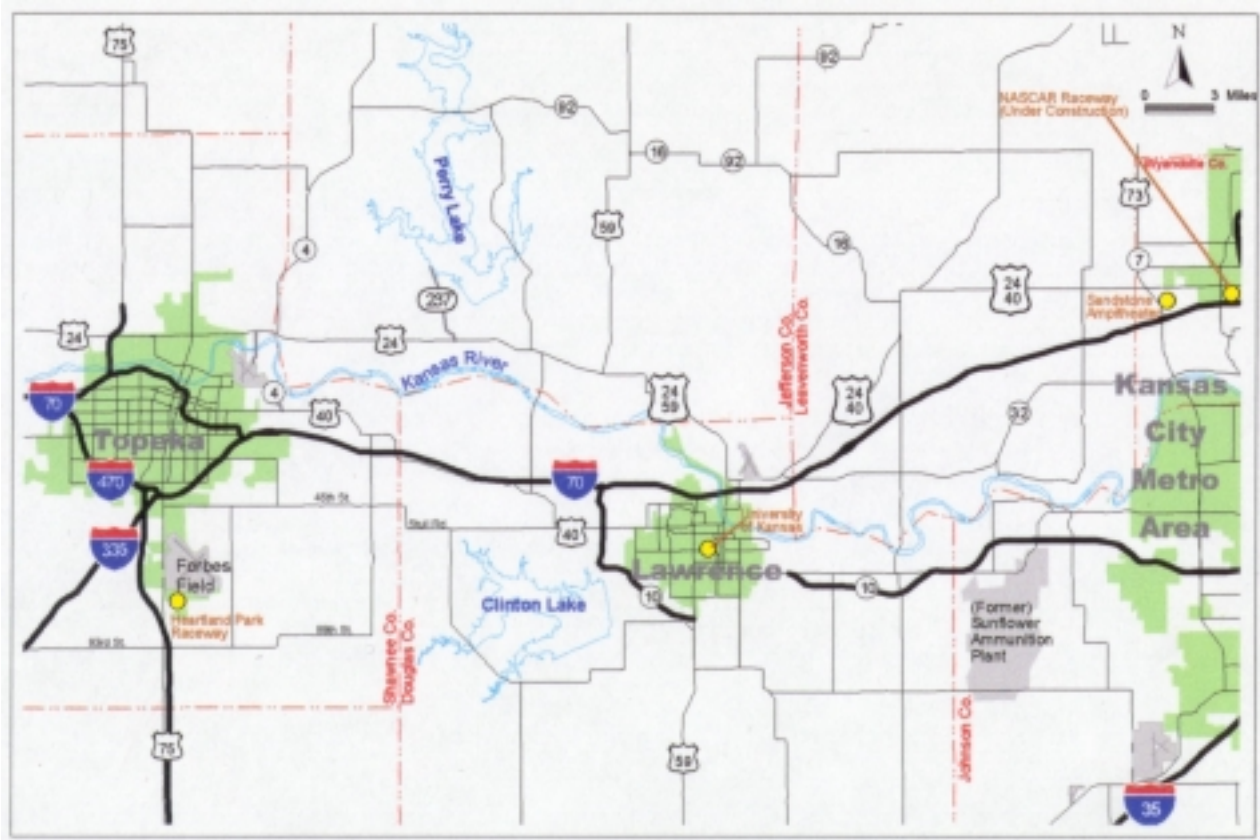 75
92
N
0 3 Miles
NASCAR Raceway
(Under Construction)
92
16
92
Wyandotte Co.
73
Perry Lake
59
4
16
7
237
24
40
Sandstone
Ampitheater
24
24
Kansas River
Jefferson Co.
Leavenworth Co.
70
4
40
24
59
24
40
32
Kansas
City
Metro
Area
Topeka
470
70
45th St.
Stull Rd.
40
University
of Kansas
335
Forbes
Field
Lawrence
10
10
Clinton Lake
(Former)
Sunflower
Ammunition
Plant
Heartland Park
Raceway
Shawnee Co.
Douglas Co.
Johnson Co.
75
59
35